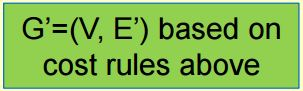 G’=(V, E’) based on
cost rules above